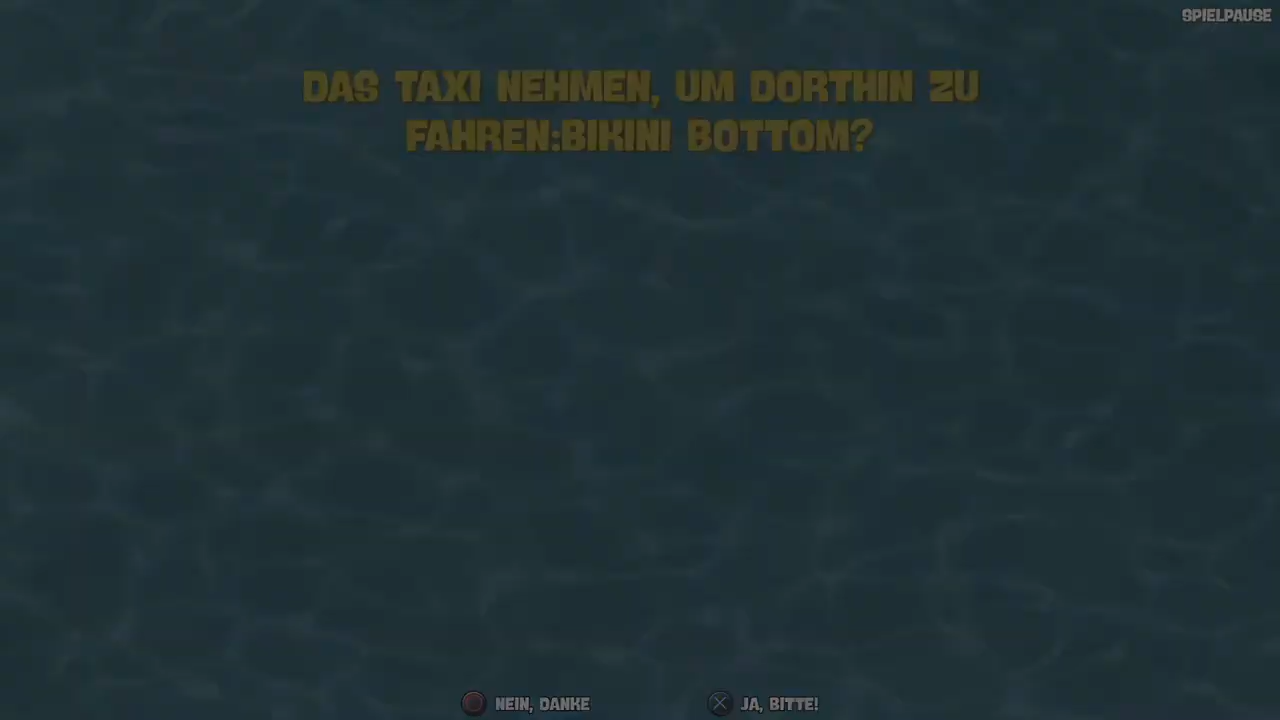 SPIELPAUSE
DAS TAXI NEHMEN, UM DORTHIN ZU
FAHREN:BIKINI BOTTOM?
NEIN, DANKE
JA, BITTE!